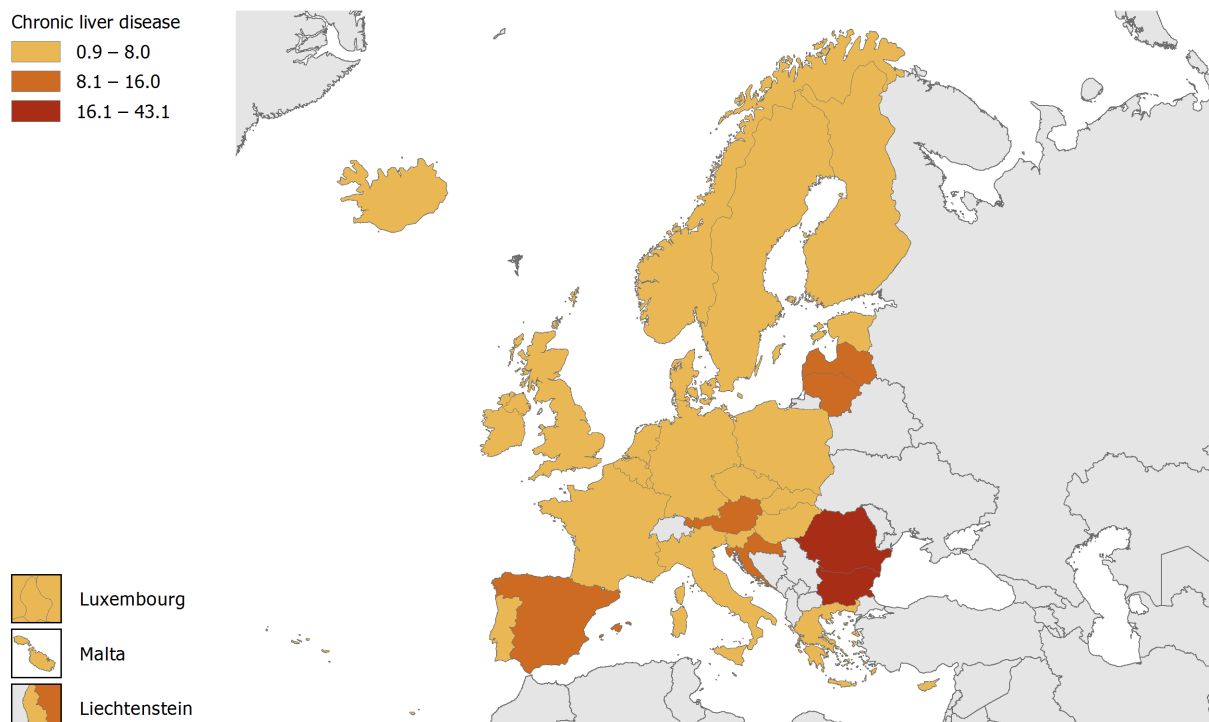 Chronic liver disease
0.9 – 8.0
8.1 – 16.0
16.1 – 43.1
Luxembourg
Malta
Liechtenstein